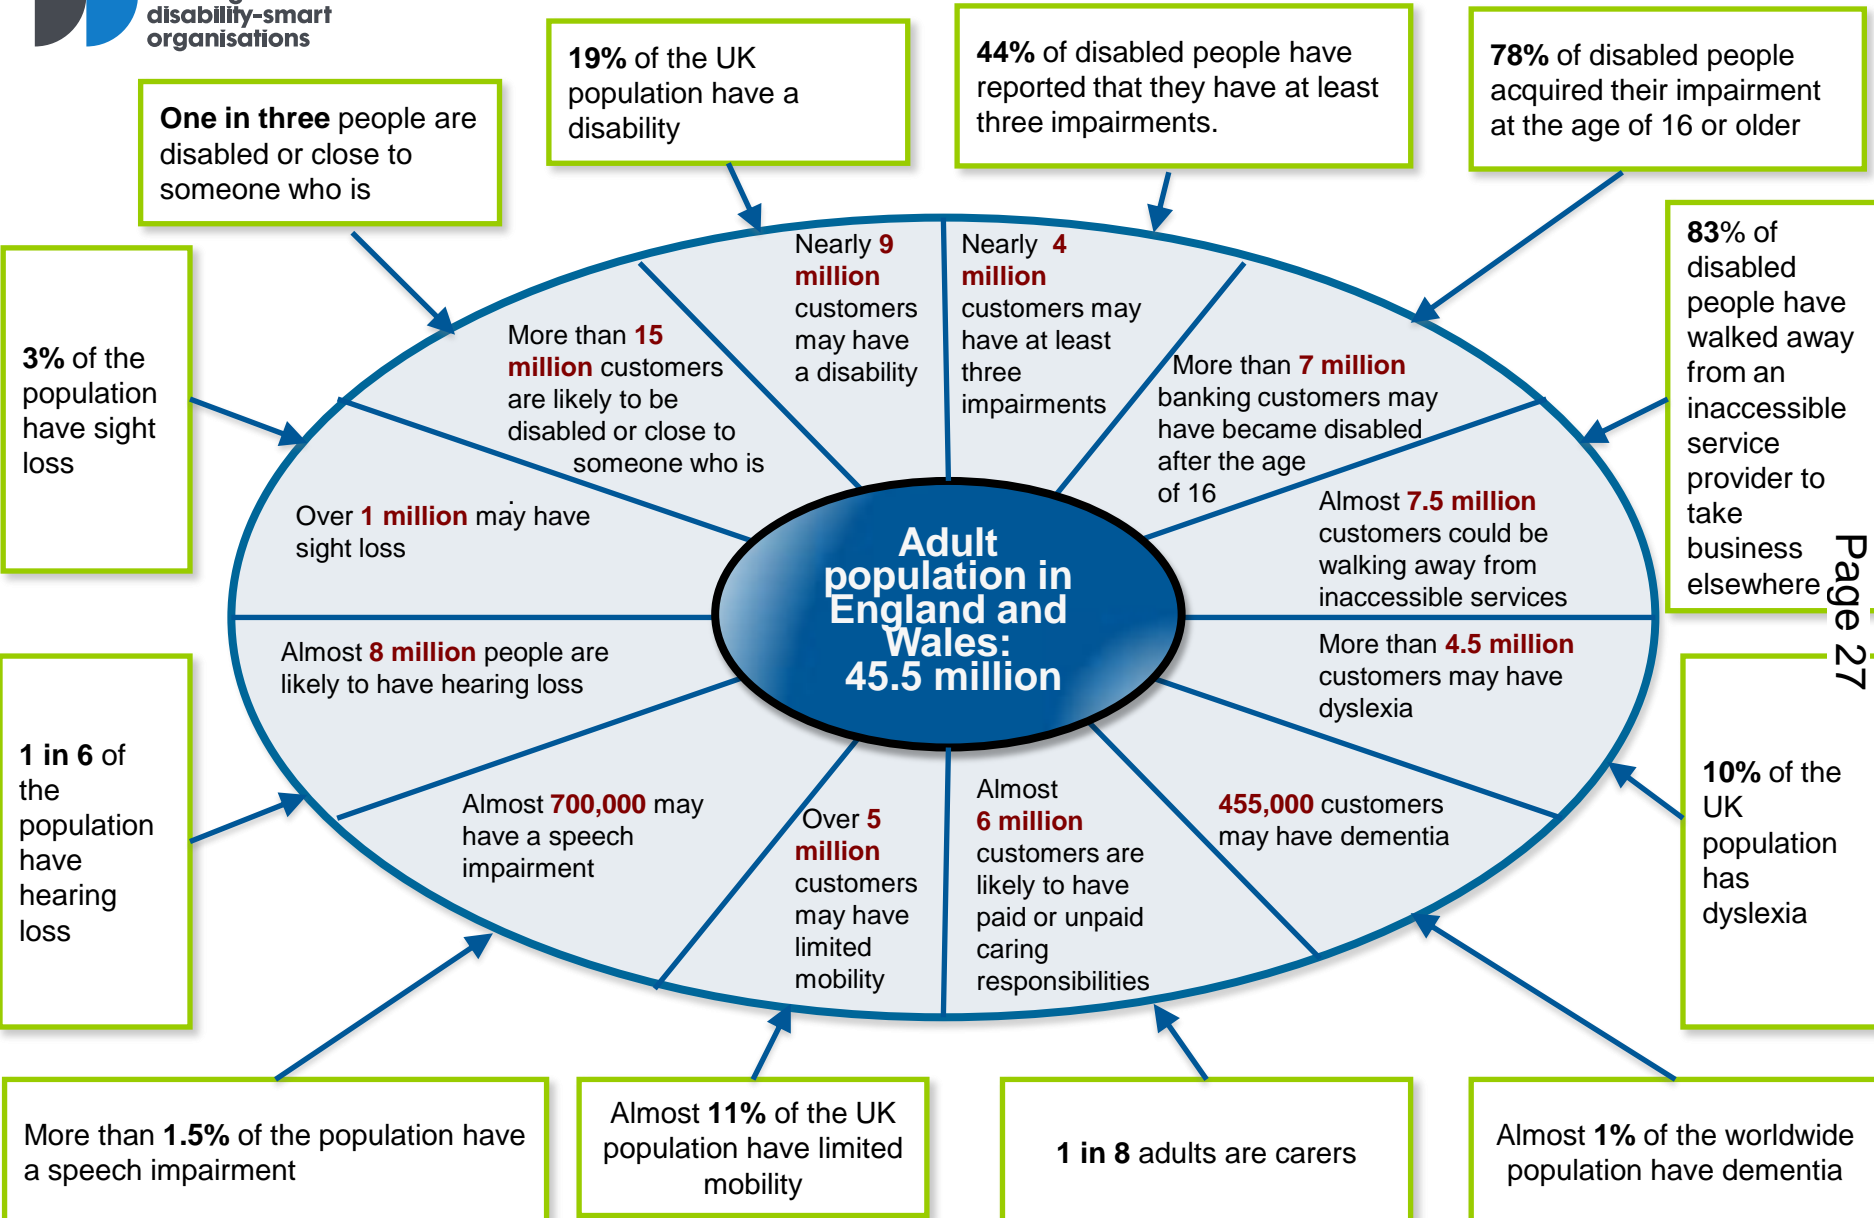 disability-smart
organisations
19% of the UK
population have a
disability
44% of disabled people have
reported that they have at least
three impairments.
78% of disabled people
acquired their impairment
at the age of 16 or older
One in three people are
disabled or close to
someone who is
83% of
disabled
people have
walked away
from an
inaccessible
service
provider to
take
business
elsewhere
3% of the
population
have sight
loss
Nearly 9
million
customers
may have
a disability
Nearly 4
million
customers may
have at least
three
impairments
More than 15
million customers
are likely to be
disabled or close to
someone who is
More than 7 million
banking customers may
have became disabled
after the age
of 16
Over 1 million may have
sight loss
.
Almost 7.5 million
customers could be
walking away from
inaccessible services
Adult
population in
England and
Wales:
45.5 million
Page 27
Almost 8 million people are
likely to have hearing loss
More than 4.5 million
customers may have
dyslexia
1 in 6 of
the
population
have
hearing
loss
10% of the
UK
population
has
dyslexia
Almost 700,000 may
have a speech
impairment
Over 5
million
customers
may have
limited
mobility
Almost
6 million
customers are
likely to have
paid or unpaid
caring
responsibilities
455,000 customers
may have dementia
More than 1.5% of the population have
a speech impairment
Almost 11% of the UK
population have limited
mobility
1 in 8 adults are carers
Almost 1% of the worldwide
population have dementia